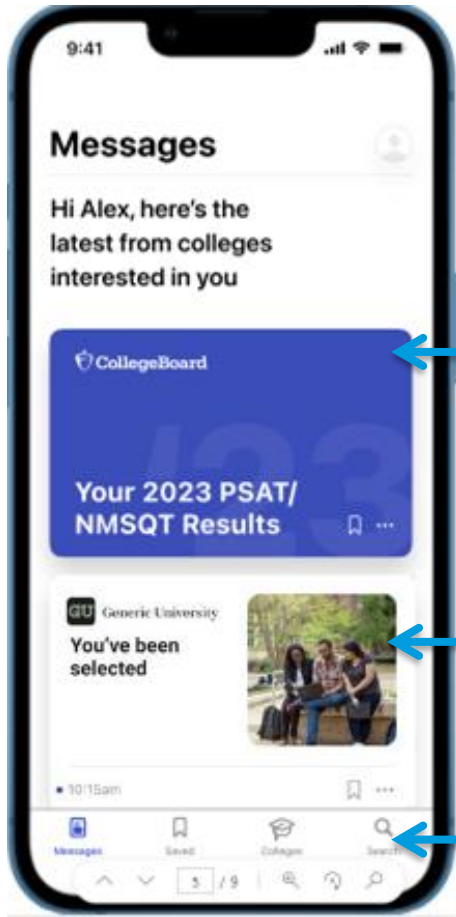 9:41
Messages
Hi Alex, here's the
latest from colleges
interested in you
CollegeBoard
'23
Your 2023 PSAT/
NMSQT Results
GU Generic University
You've been
selected
10:15am
Messages Saved Colleges Search
5 / 9